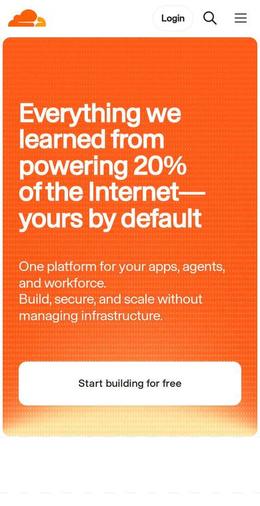 Login
Everything we
learned from
powering 20%
of the Internet—
yours by default
One platform for your apps, agents,
and workforce.
Build, secure, and scale without
managing infrastructure.
Start building for free